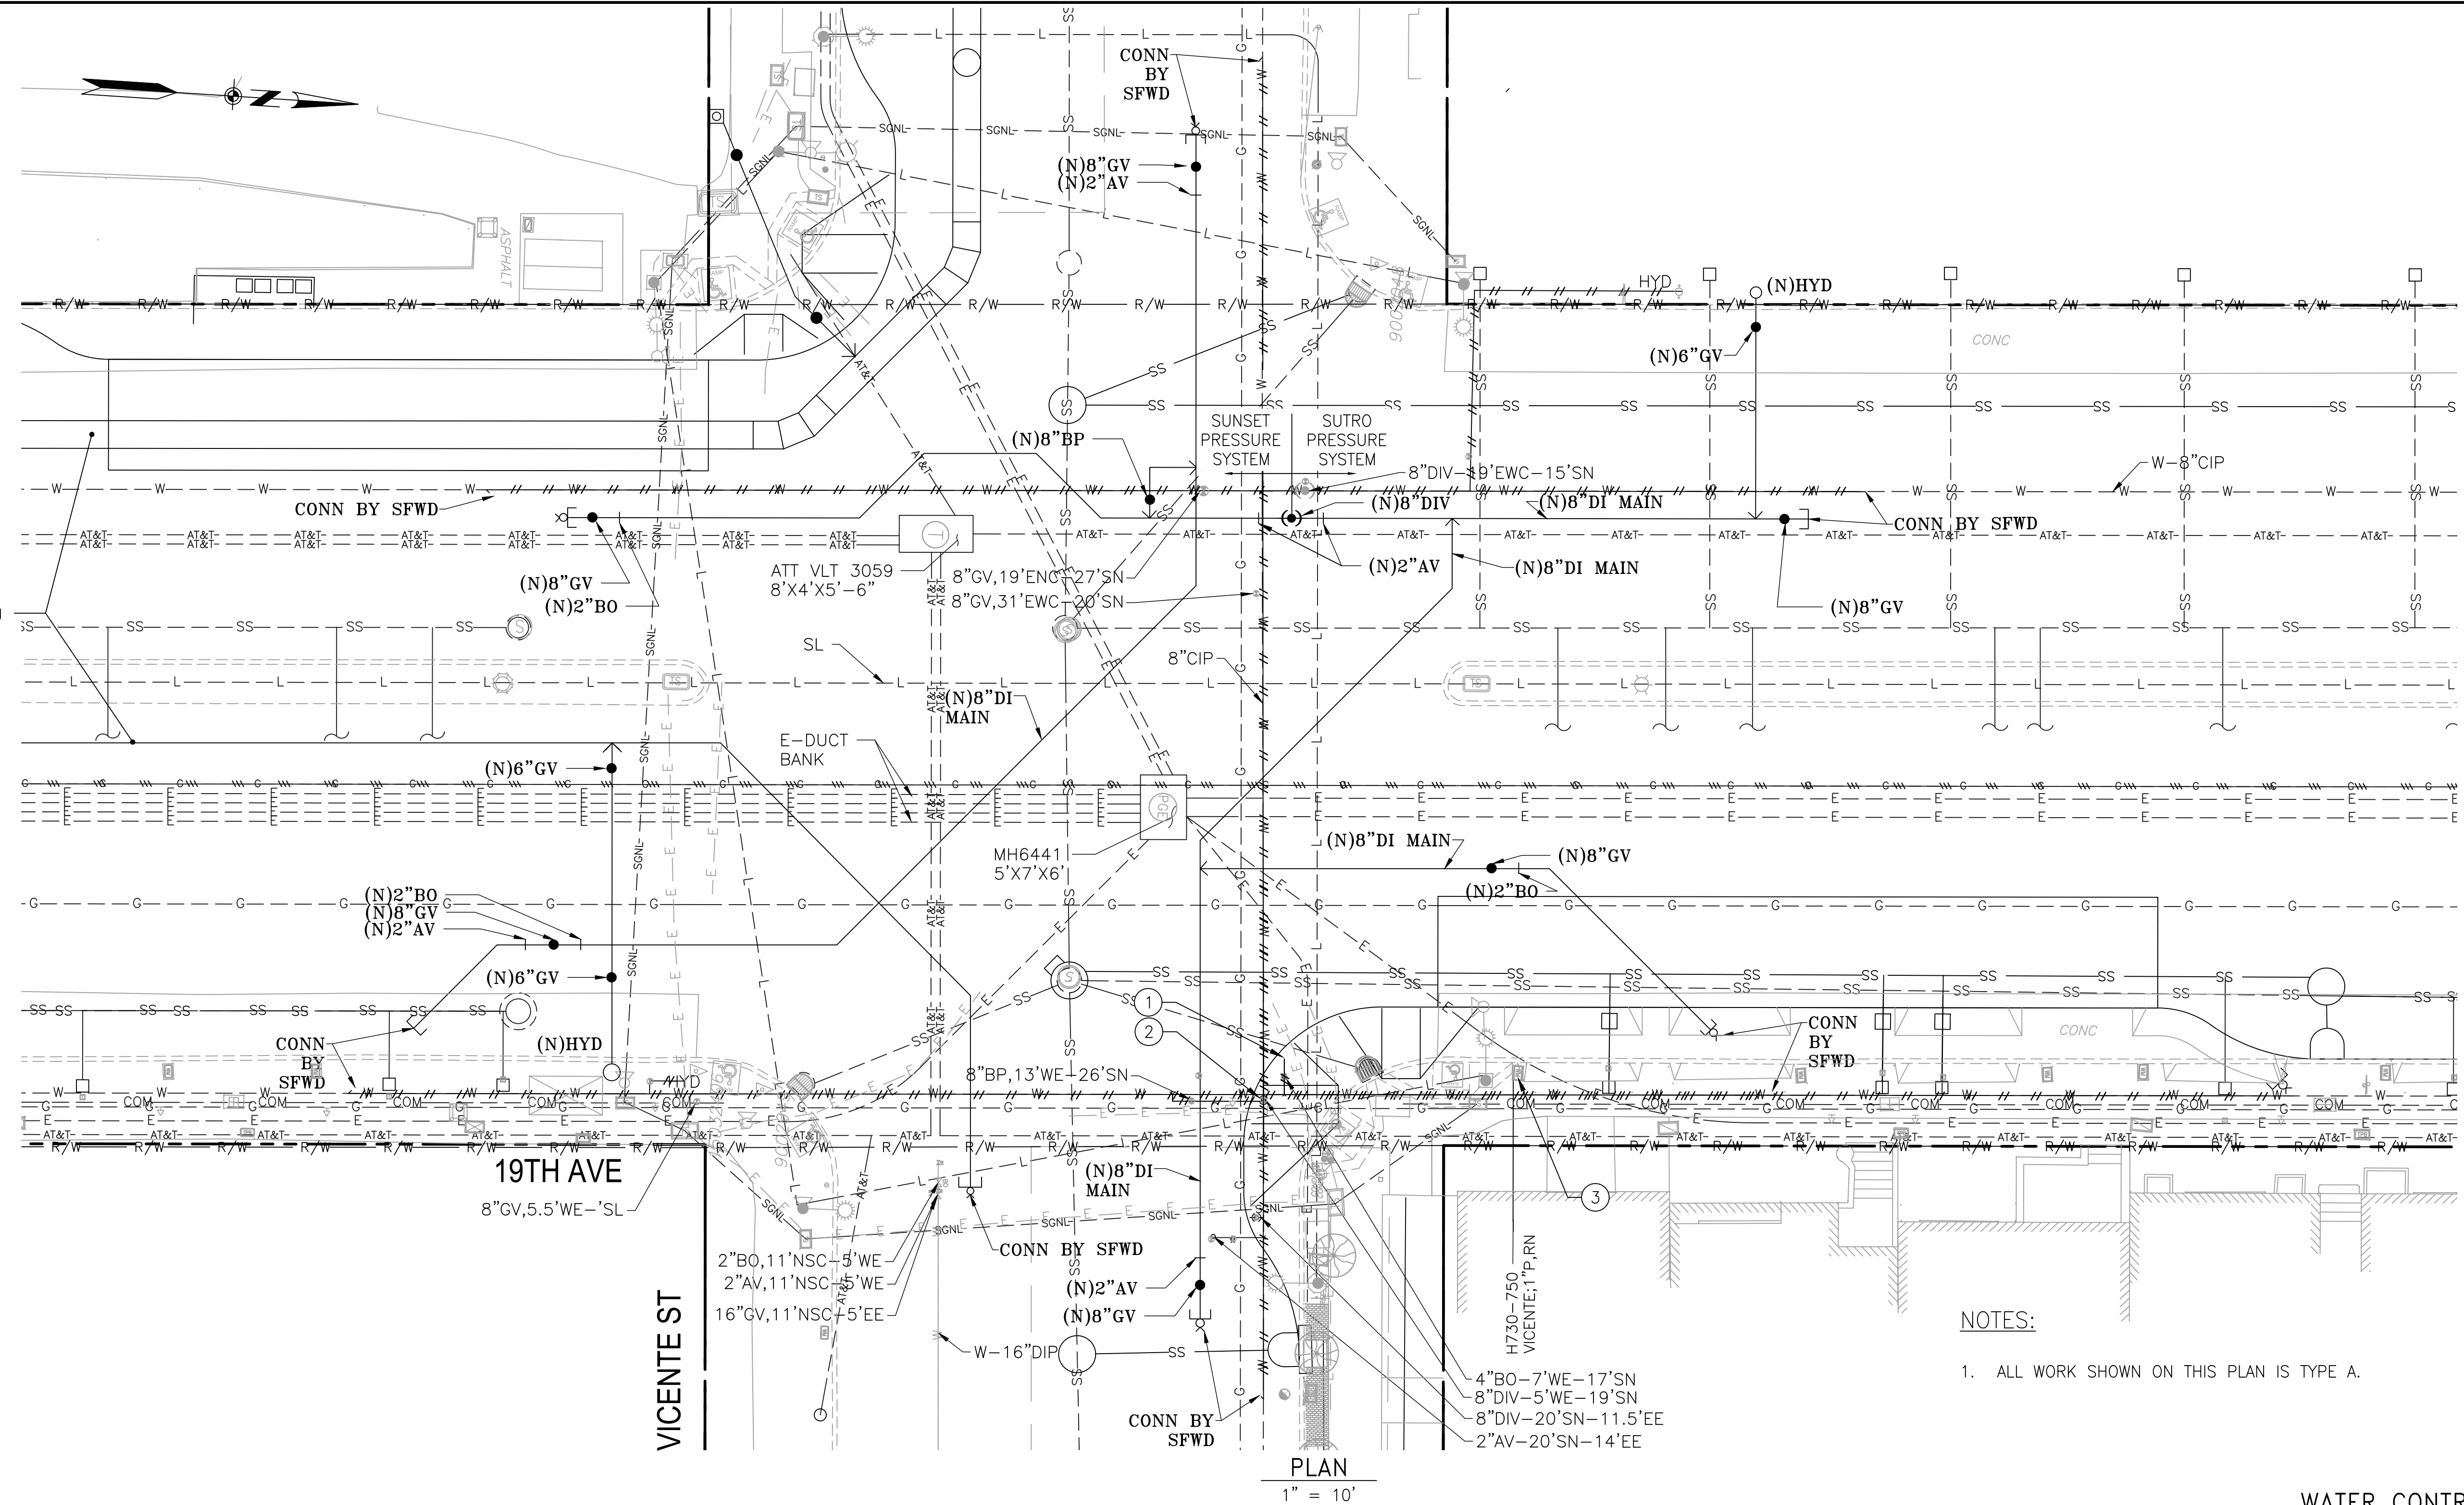 CONN
BY
SFWD
(N)8"GV
(N)2"AV
ASPHALT
HYD
(N)HYD
(N)6"GV
CONC
SUNSET
PRESSURE
SYSTEM
SUTRO
PRESSURE
SYSTEM
(N)8"BP
8"DIV-19'EWC-15'SN
W-8"CIP
CONN BY SFWD
(N)8"DIV
(N)8"DI MAIN
CONN BY SFWD
(N)8"GV
(N)2"BO
ATT VLT 3059
8'X4'X5'-6"
8"GV,19'ENC-27'SN
8"GV,31'EWC-20'SN
(N)2"AV
(N)8"DI MAIN
(N)8"GV
SL
8"CIP
(N)8"DI
MAIN
E-DUCT
BANK
(N)6"GV
PGE
MH6441
5'X7'X6'
(N)8"DI MAIN
(N)8"GV
(N)2"BO
(N)2"BO
(N)8"GV
(N)2"AV
(N)6"GV
1
2
CONN
BY
SFWD
(N)HYD
HYD
8"BP,13'WE-26'SN
CONN
BY
SFWD
CONC
19TH AVE
8"GV,5.5'WE-'SL
(N)8"DI
MAIN
3
2"BO,11'NSC-5'WE
2"AV,11'NSC-5'WE
16"GV,11'NSC-5'EE
CONN BY SFWD
(N)2"AV
(N)8"GV
VICENTE ST
W-16"DIP
H730-750
VICENTE;1"P,RN
CONN BY
SFWD
4"BO-7'WE-17'SN
8"DIV-5'WE-19'SN
8"DIV-20'SN-11.5'EE
2"AV-20'SN-14'EE
NOTES:
1. ALL WORK SHOWN ON THIS PLAN IS TYPE A.
PLAN
1" = 10'
WATER CONTR